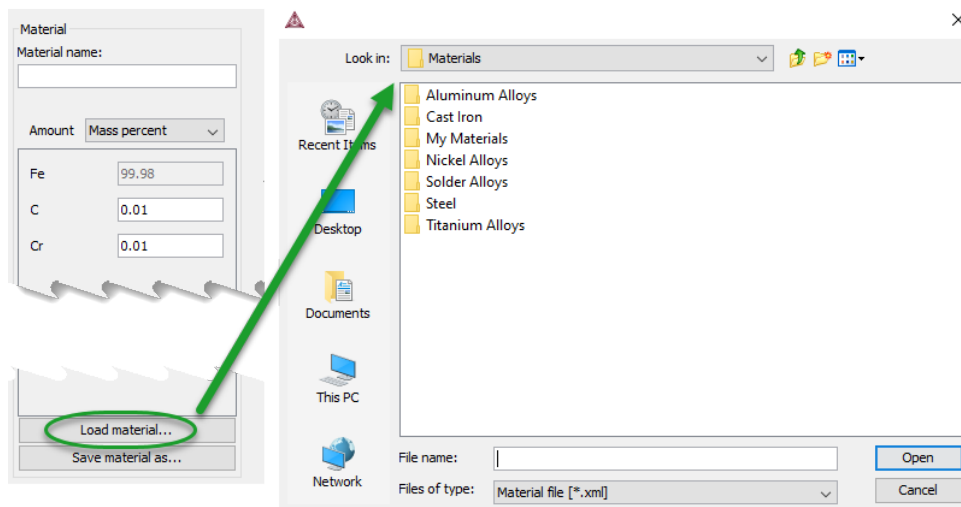 Material
Material name:
Amount Mass percent
Fe 99.98
C 0.01
Cr 0.01
Load material...
Save material as...
Look in: Materials
Recent Items
Desktop
Documents
This PC
Network
Aluminum Alloys
Cast Iron
My Materials
Nickel Alloys
Solder Alloys
Steel
Titanium Alloys
File name:
Open
Files of type: Material file [*.xml]
Cancel